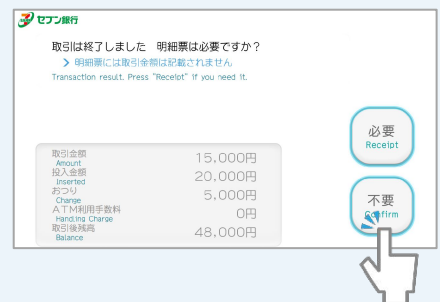 セブン銀行
取引は終了しました 明細票は必要ですか？
明細票には取引金額は記載されません
Transaction result. Press "Receipt" if you need it.
必要
Receipt
取引金額 15,000円
Amount
投入金額 20,000円
Inserted
おつり 5,000円
Change
ATM利用手数料 0円
Handling Charge
取引後残高 48,000円
Balance
不要
Confirm